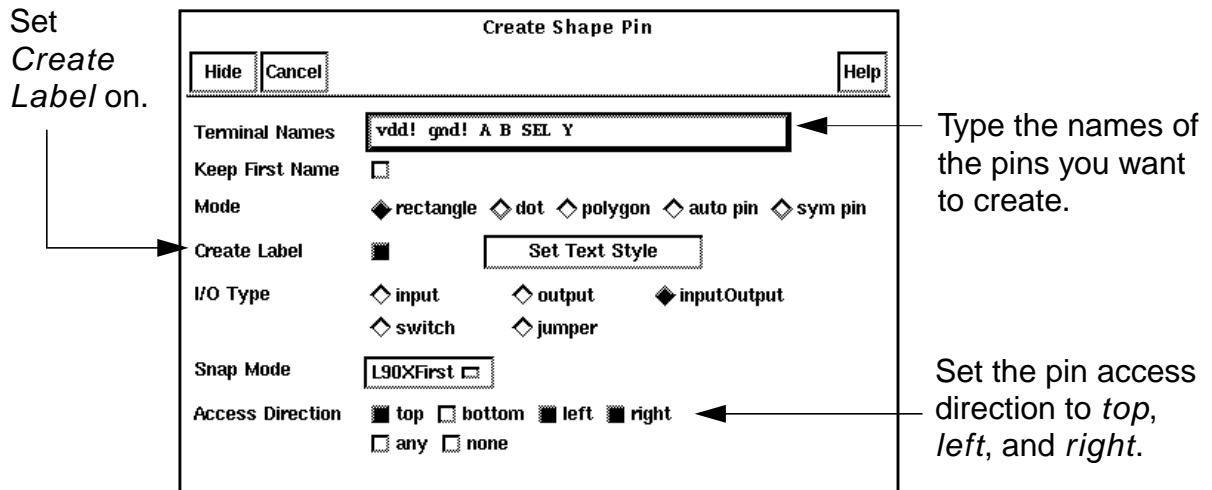 Set
Create
Label on.
Create Shape Pin
Hide Cancel Help
Terminal Names vdd! gnd! A B SEL Y
Keep First Name
Mode rectangle dot polygon auto pin sym pin
Create Label Set Text Style
I/O Type input output inputOutput
switch jumper
Snap Mode L90XFirst
Access Direction top bottom left right
any none
Type the names of
the pins you want
to create.
Set the pin access
direction to top,
left, and right.